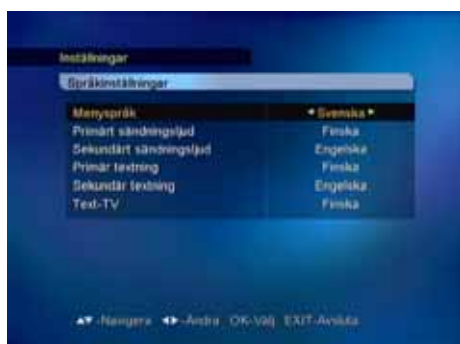 Inställningar
Språkinställningar
Menyspråk ◄ Svenska ►
Primärt sändningsljud Finska
Sekundärt sändningsljud Engelska
Primär textning Finska
Sekundär textning Engelska
Text-TV Finska
▲▼-Navigera ◄►-Ändra OK-Välj EXIT-Avsluta